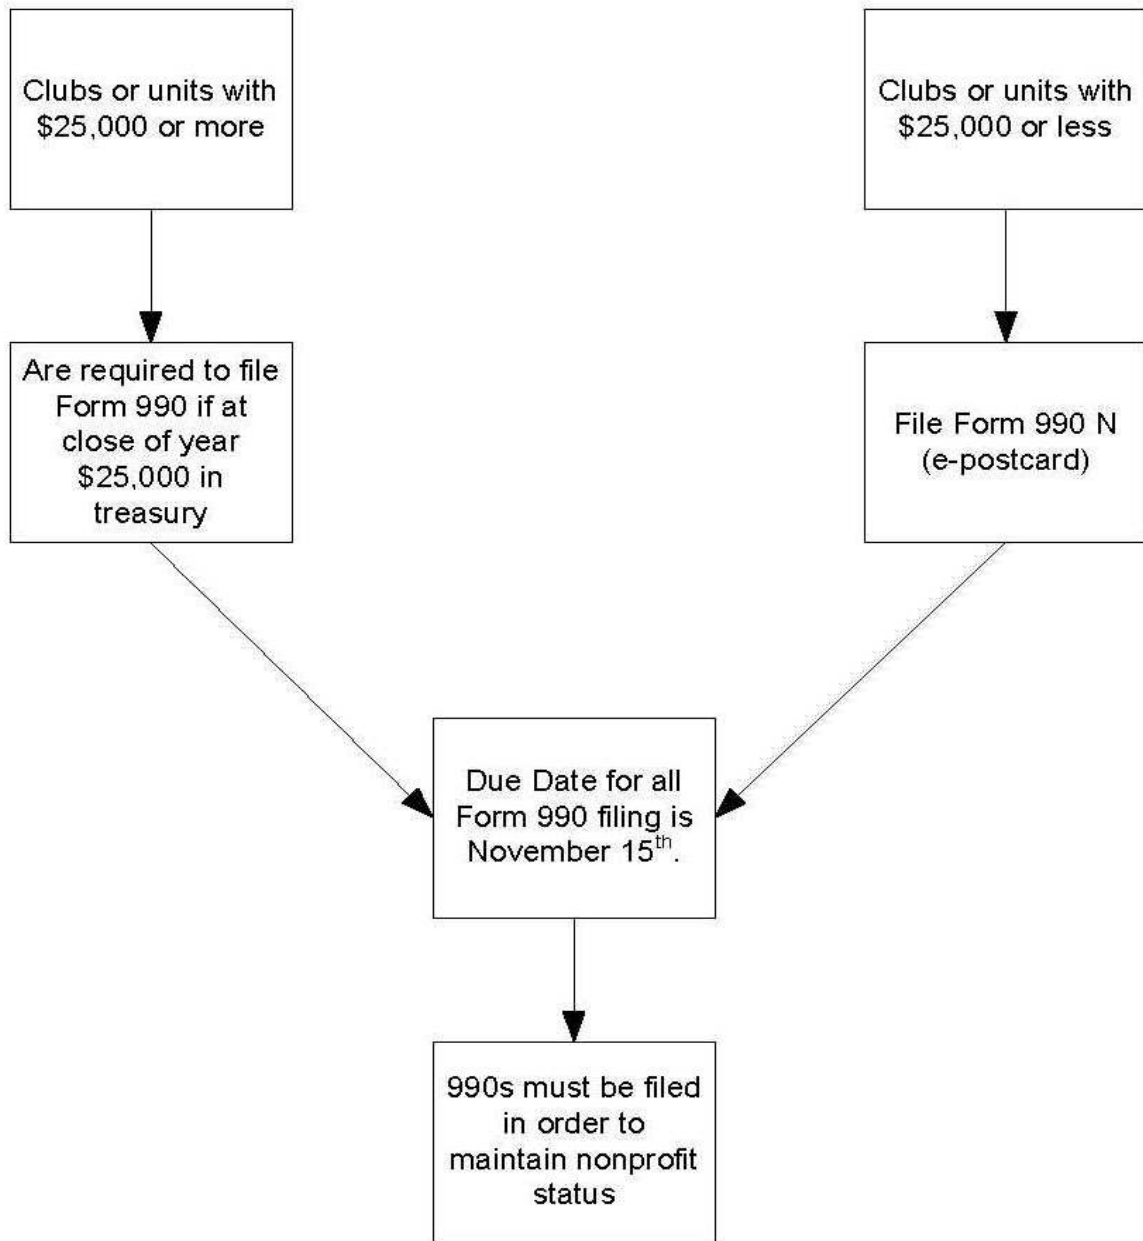 Clubs or units with
$25,000 or more
Clubs or units with
$25,000 or less
Are required to file
Form 990 if at
close of year
$25,000 in
treasury
File Form 990 N
(e-postcard)
Due Date for all
Form 990 filing is
November 15th.
990s must be filed
in order to
maintain nonprofit
status